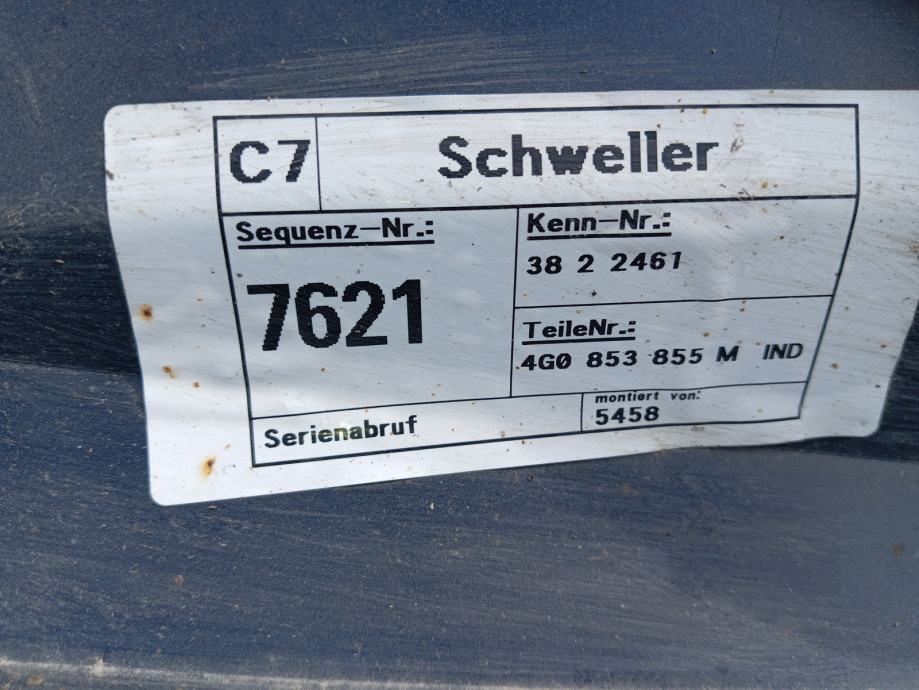 C7 Schweller
Sequenz-Nr.:
7621
Kenn-Nr.:
38 2 2461
TeileNr.:
4G0 853 855 M IND
Serienabruf
montiert von:
5458